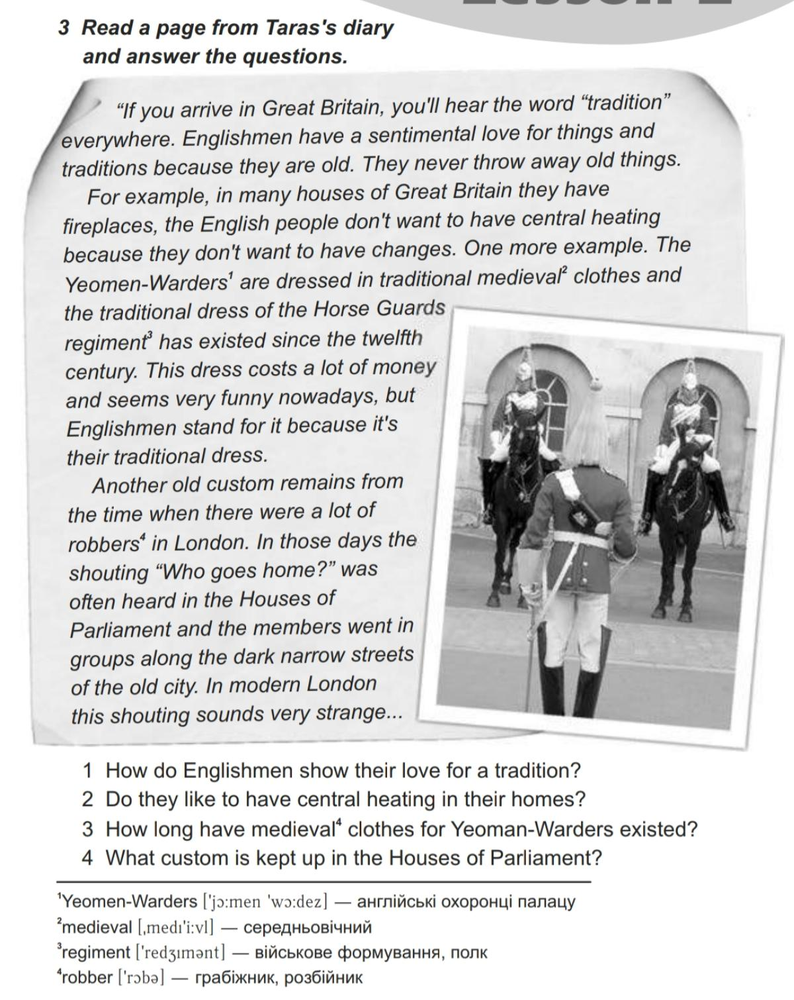 3 Read a page from Taras's diary
and answer the questions.
“If you arrive in Great Britain, you'll hear the word “tradition”
everywhere. Englishmen have a sentimental love for things and
traditions because they are old. They never throw away old things.
For example, in many houses of Great Britain they have
fireplaces, the English people don't want to have central heating
because they don't want to have changes. One more example. The
Yeomen-Warders¹ are dressed in traditional medieval² clothes and
the traditional dress of the Horse Guards
regiment³ has existed since the twelfth
century. This dress costs a lot of money
and seems very funny nowadays, but
Englishmen stand for it because it's
their traditional dress.
Another old custom remains from
the time when there were a lot of
robbers⁴ in London. In those days the
shouting “Who goes home?” was
often heard in the Houses of
Parliament and the members went in
groups along the dark narrow streets
of the old city. In modern London
this shouting sounds very strange...
1 How do Englishmen show their love for a tradition?
2 Do they like to have central heating in their homes?
3 How long have medieval⁴ clothes for Yeoman-Warders existed?
4 What custom is kept up in the Houses of Parliament?
¹Yeomen-Warders ['jɔ:men 'wɔ:dez] — англійські охоронці палацу
²medieval [ˌmedɪ'i:vl] — середньовічний
³regiment ['redʒɪmənt] — військове формування, полк
⁴robber ['rɔbə] — грабіжник, розбійник